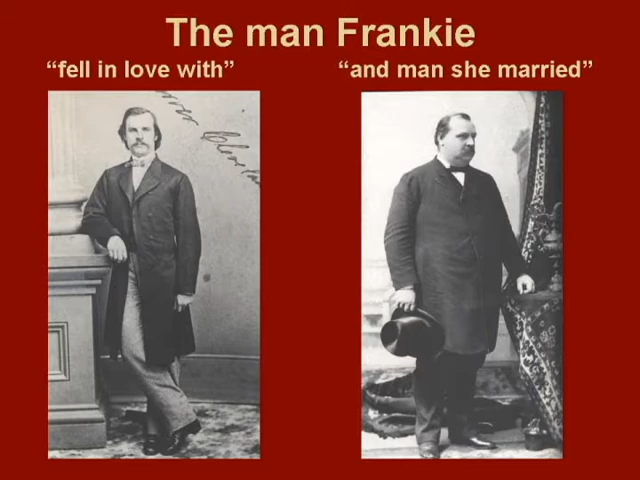 The man Frankie
“fell in love with”
“and man she married”